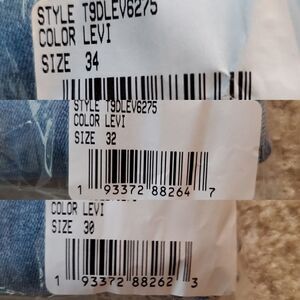 STYLE T9DLEV6275
COLOR LEVI
SIZE 34
STYLE T9DLEV6275
COLOR LEVI
SIZE 32
1 93372 88264 7
COLOR LEVI
SIZE 30
1 93372 88262 3